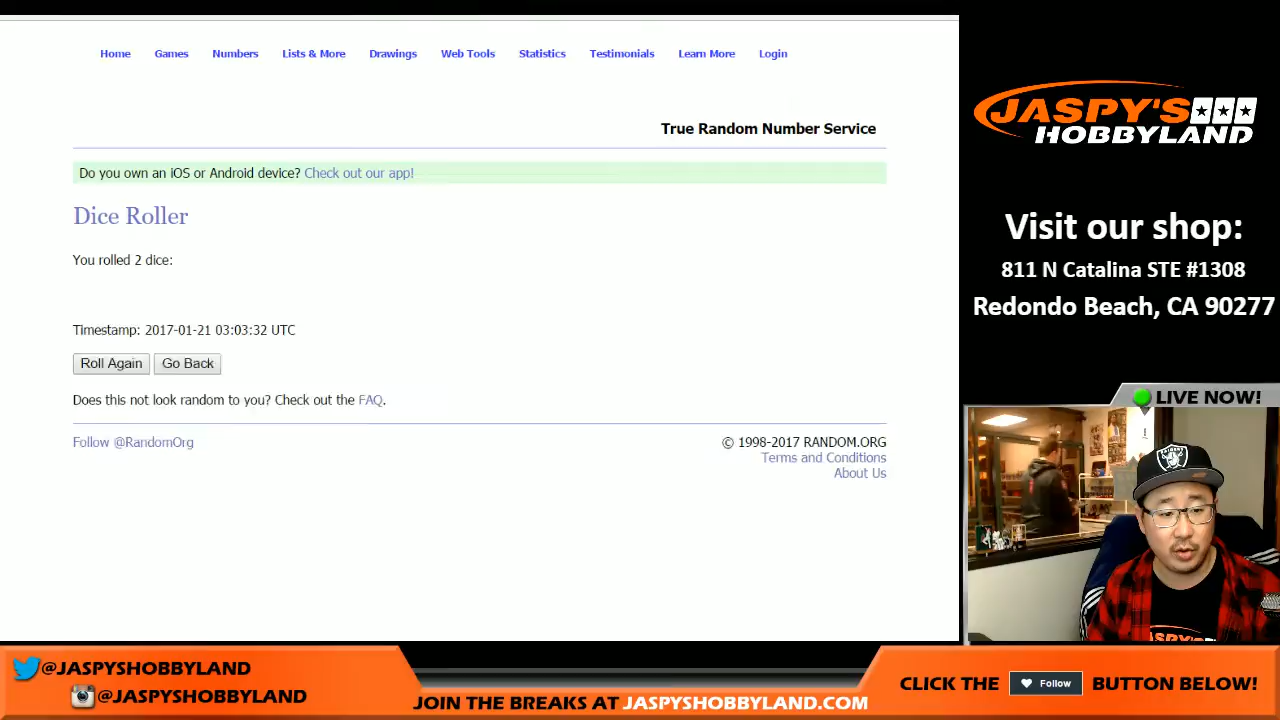 Home Games Numbers Lists & More Drawings Web Tools Statistics Testimonials Learn More Login
True Random Number Service
Do you own an iOS or Android device? Check out our app!
Dice Roller
You rolled 2 dice:
Timestamp: 2017-01-21 03:03:32 UTC
Roll Again Go Back
Does this not look random to you? Check out the FAQ.
Follow @RandomOrg
© 1998-2017 RANDOM.ORG
Terms and Conditions
About Us
JASPY'S
HOBBYLAND
Visit our shop:
811 N Catalina STE #1308
Redondo Beach, CA 90277
LIVE NOW!
RAIDERS
JASPY'S
@JASPYSHOBBYLAND
@JASPYSHOBBYLAND
JOIN THE BREAKS AT JASPYSHOBBYLAND.COM
CLICK THE Follow BUTTON BELOW!